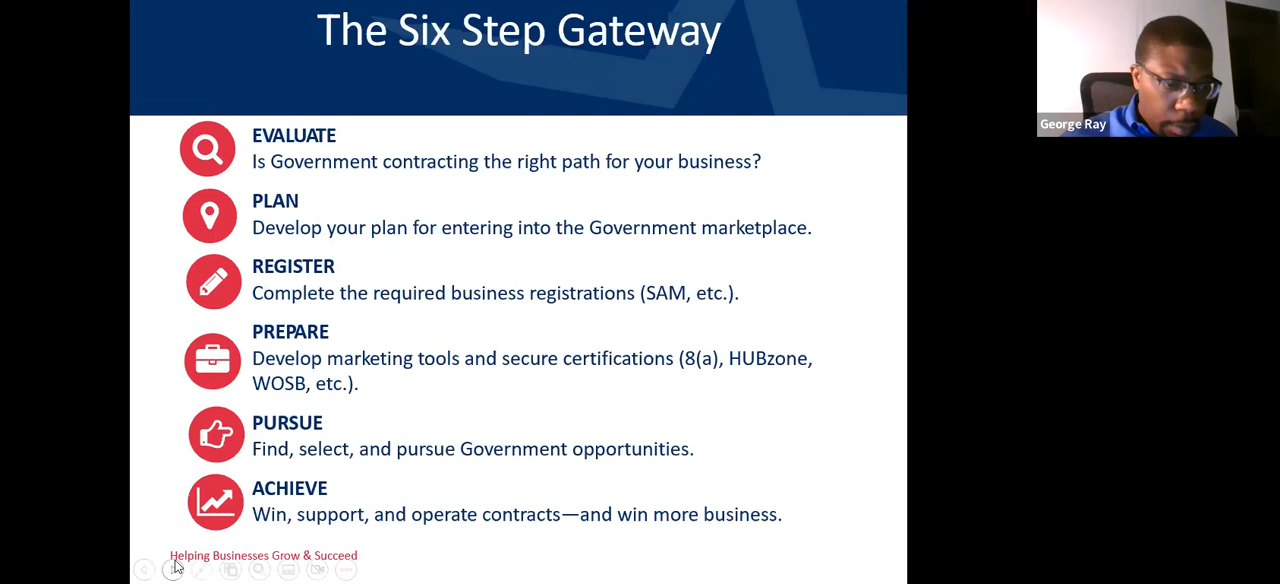 The Six Step Gateway
EVALUATE
Is Government contracting the right path for your business?
PLAN
Develop your plan for entering into the Government marketplace.
REGISTER
Complete the required business registrations (SAM, etc.).
PREPARE
Develop marketing tools and secure certifications (8(a), HUBzone,
WOSB, etc.).
PURSUE
Find, select, and pursue Government opportunities.
ACHIEVE
Win, support, and operate contracts—and win more business.
Helping Businesses Grow & Succeed
George Ray